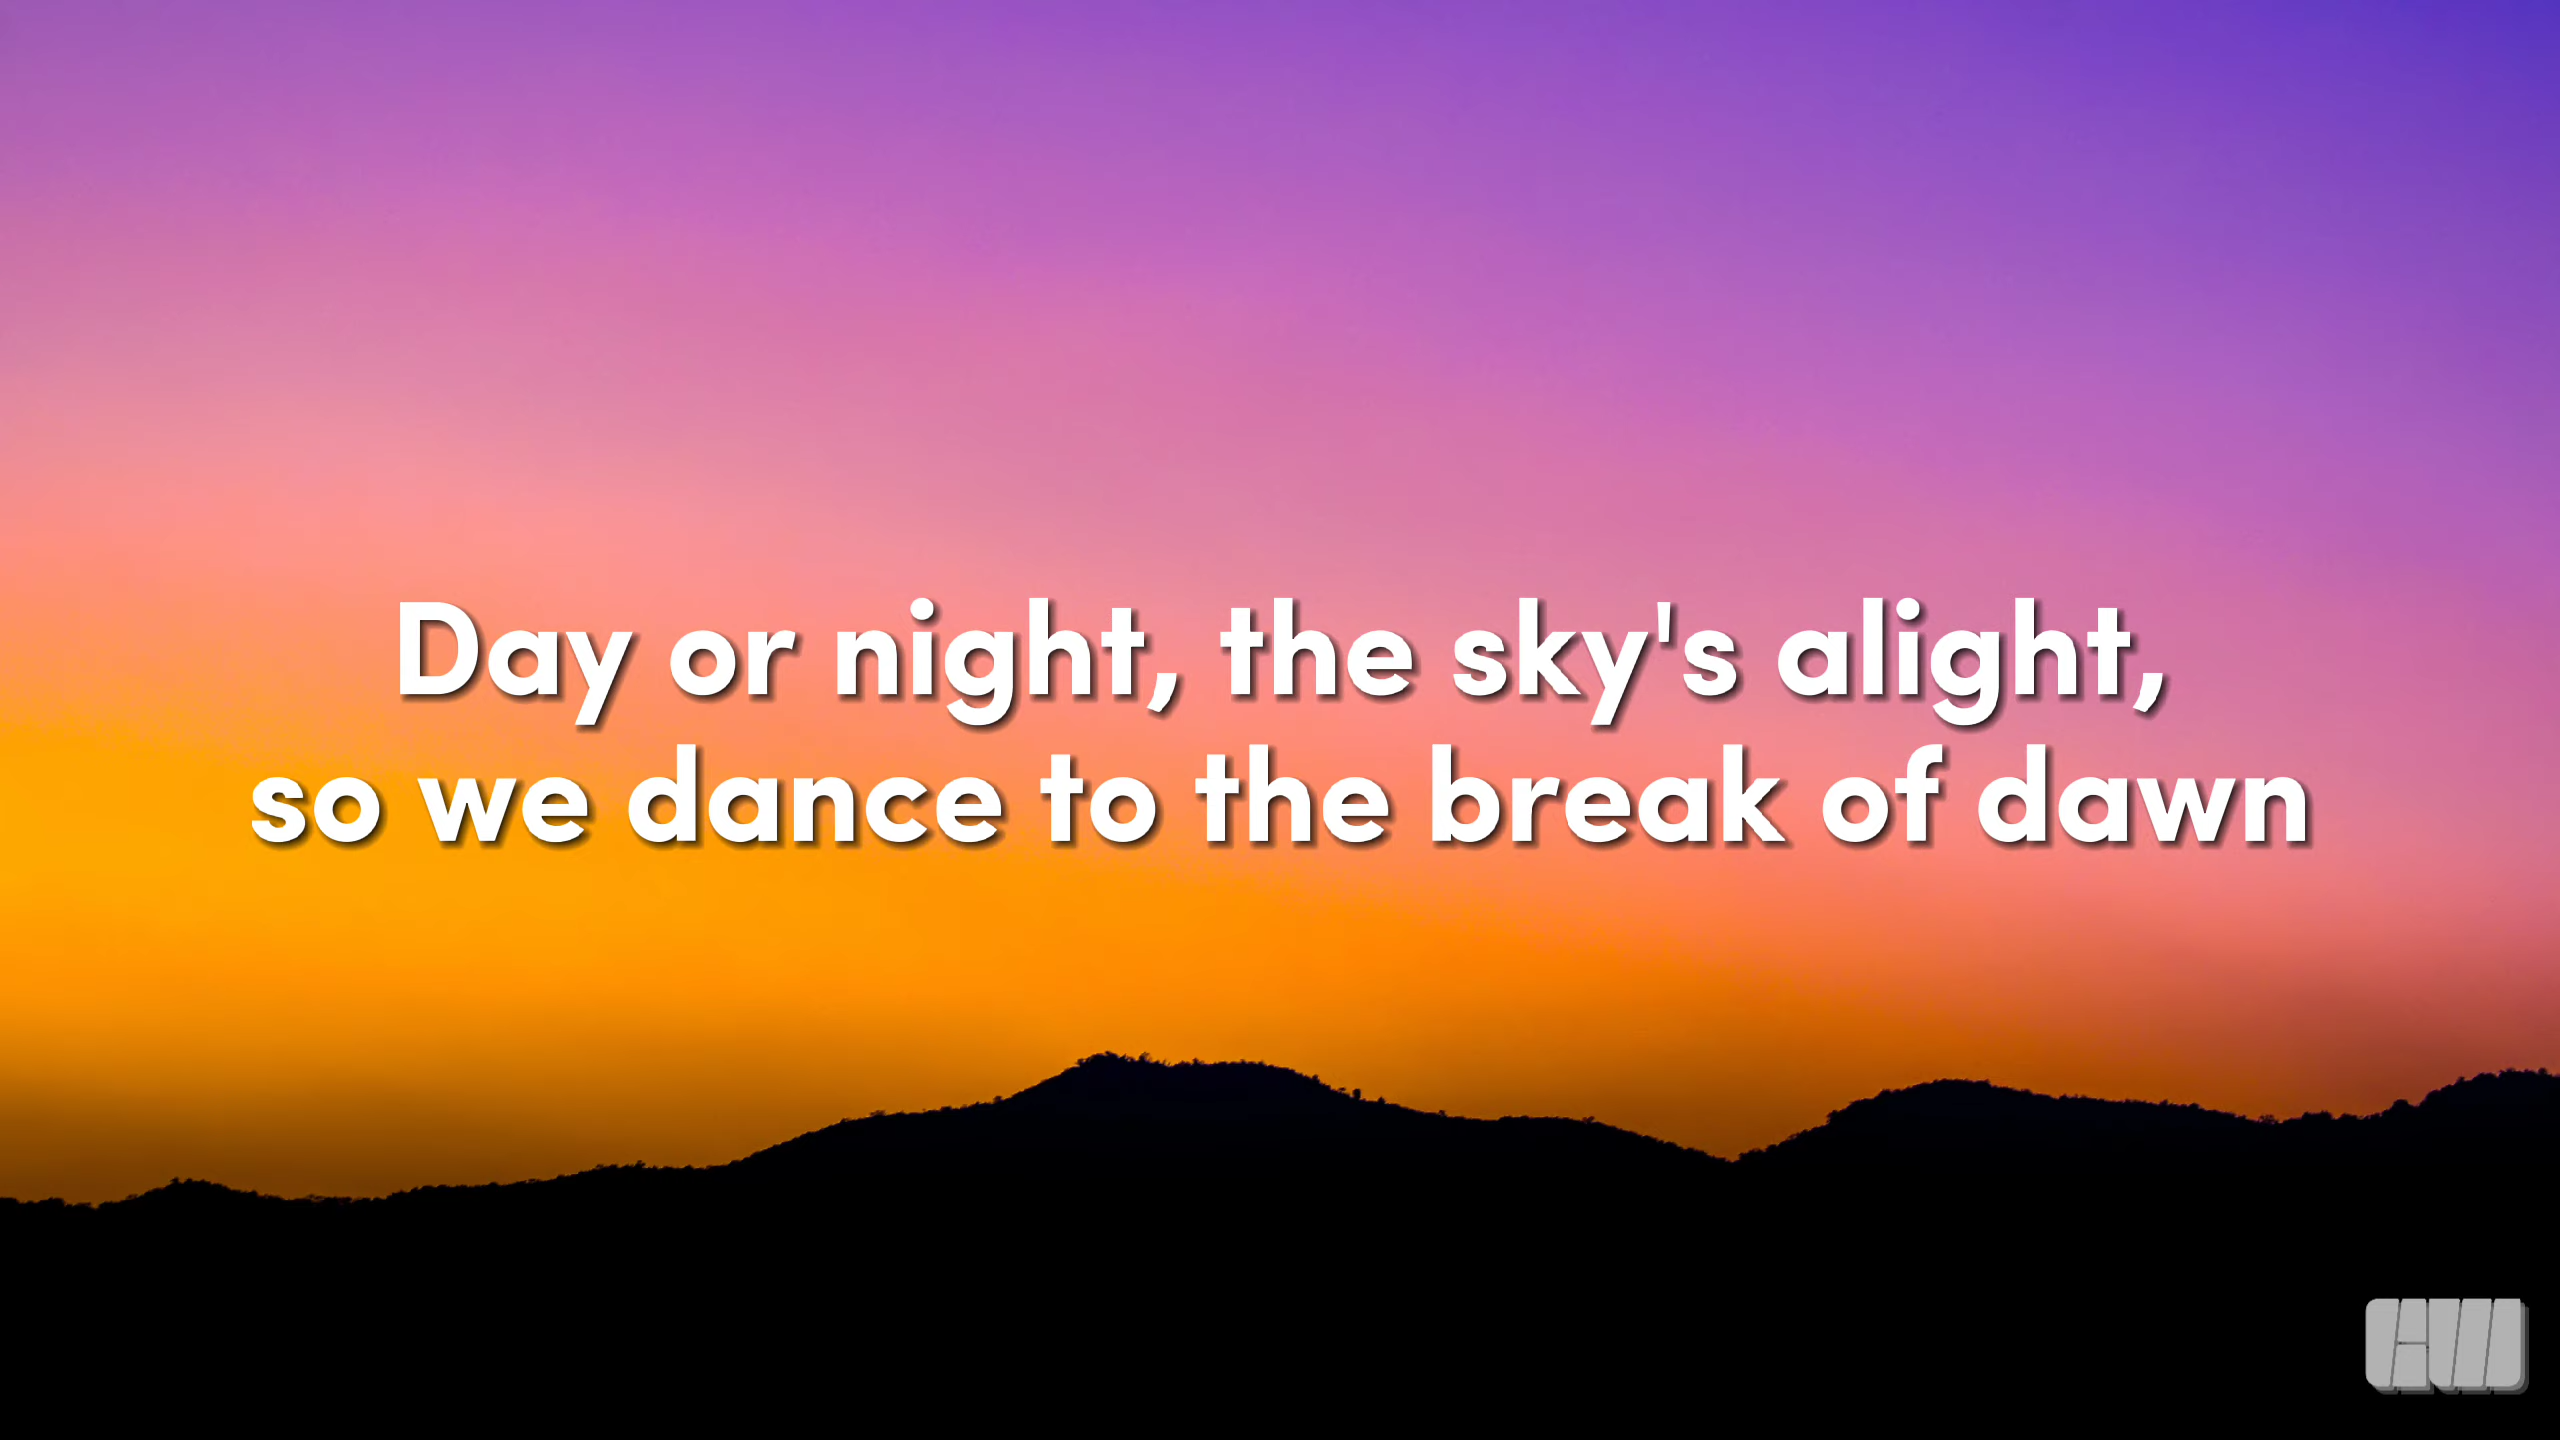 Day or night, the sky's alight,
so we dance to the break of dawn